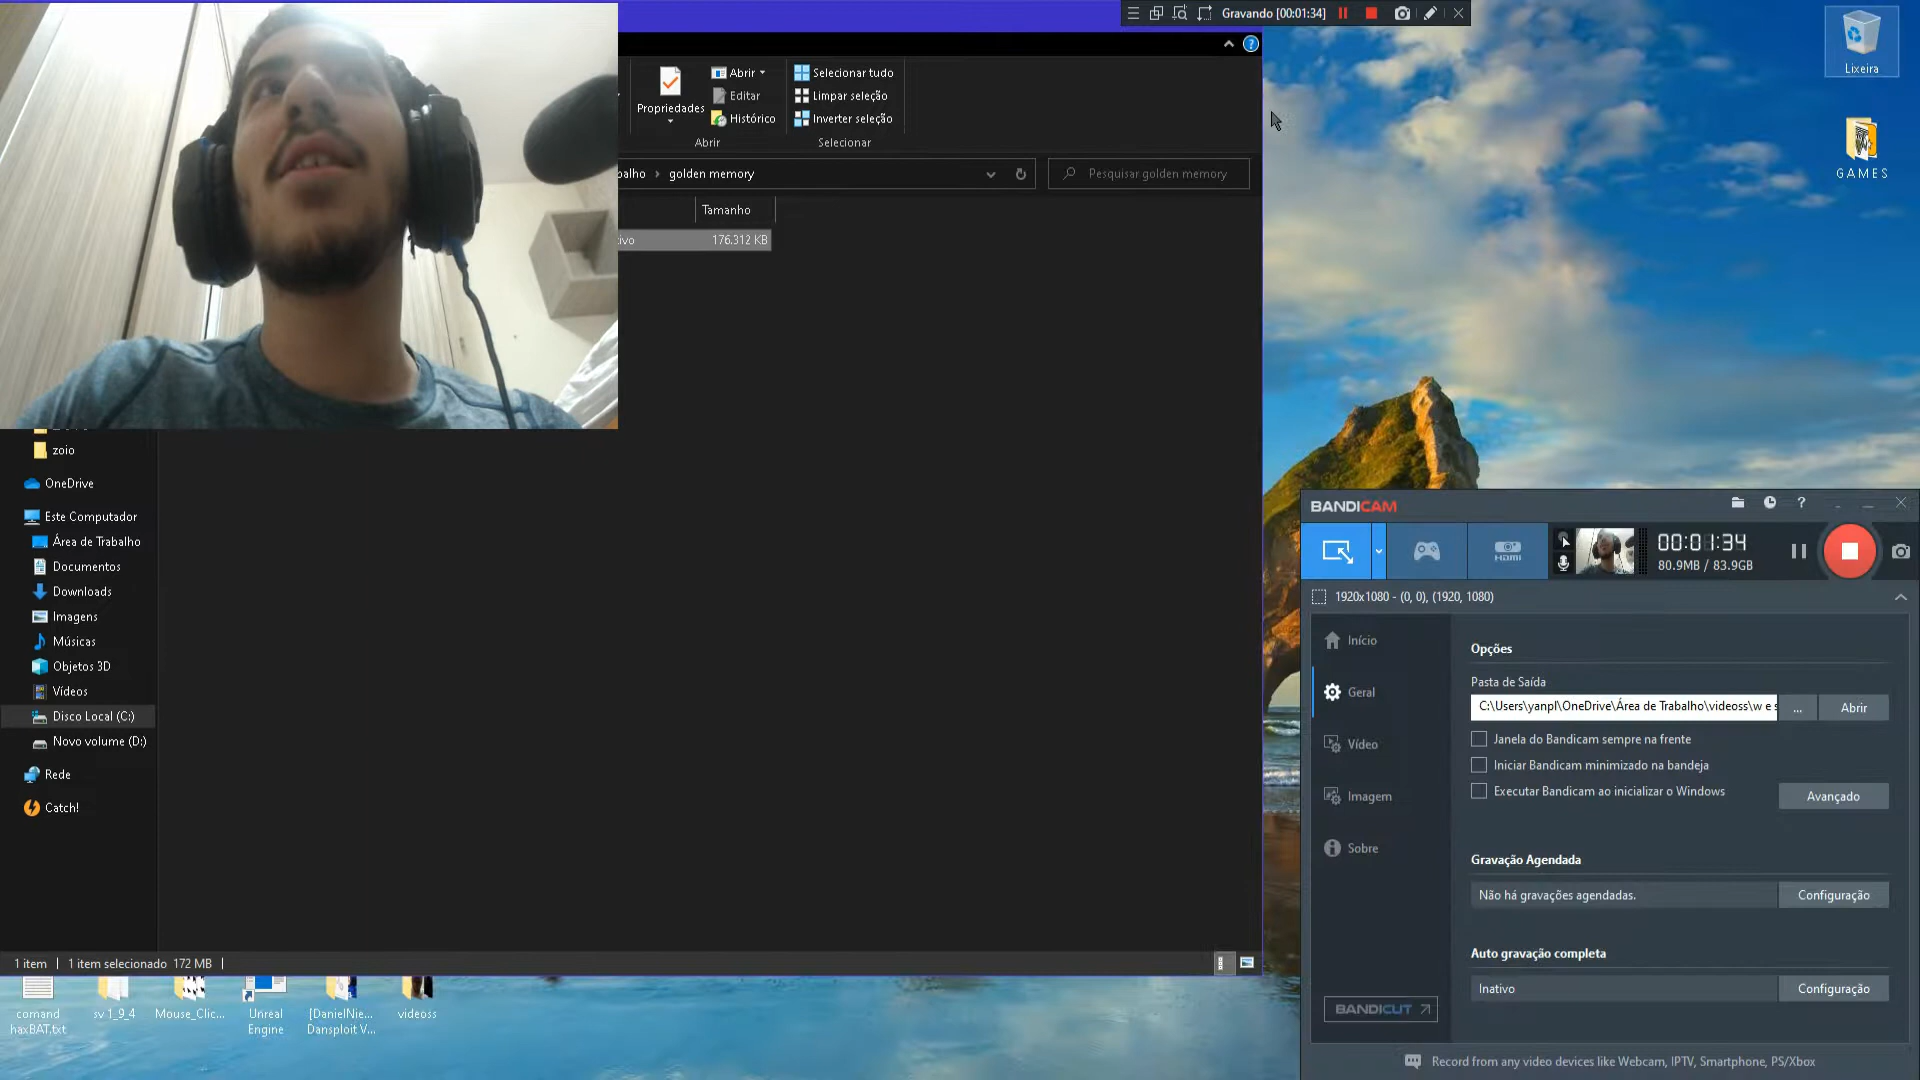 Gravando [00:01:34]
Lixeira
GAMES
Propriedades
Abrir
Editar
Histórico
Abrir
Selecionar tudo
Limpar seleção
Inverter seleção
Selecionar
golden memory
Pesquisar golden memory
Tamanho
176.312 KB
zoio
OneDrive
Este Computador
Área de Trabalho
Documentos
Downloads
Imagens
Músicas
Objetos 3D
Vídeos
Disco Local (C:)
Novo volume (D:)
Rede
Catch!
1 item
1 item selecionado 172 MB
comand
haxBAT.txt
sv 1_9_4
Mouse_Clic...
Unreal
Engine
[DanielNie...
Dansploit V...
videoss
BANDICAM
HDMI
00:01:34
80.9MB / 83.9GB
1920x1080 - (0, 0), (1920, 1080)
Início
Geral
Vídeo
Imagem
Sobre
BANDICUT
Opções
Pasta de Saída
C:\Users\yanpl\OneDrive\Área de Trabalho\videoss\w e s
...
Abrir
Janela do Bandicam sempre na frente
Iniciar Bandicam minimizado na bandeja
Executar Bandicam ao inicializar o Windows
Avançado
Gravação Agendada
Não há gravações agendadas.
Configuração
Auto gravação completa
Inativo
Configuração
Record from any video devices like Webcam, IPTV, Smartphone, PS/Xbox